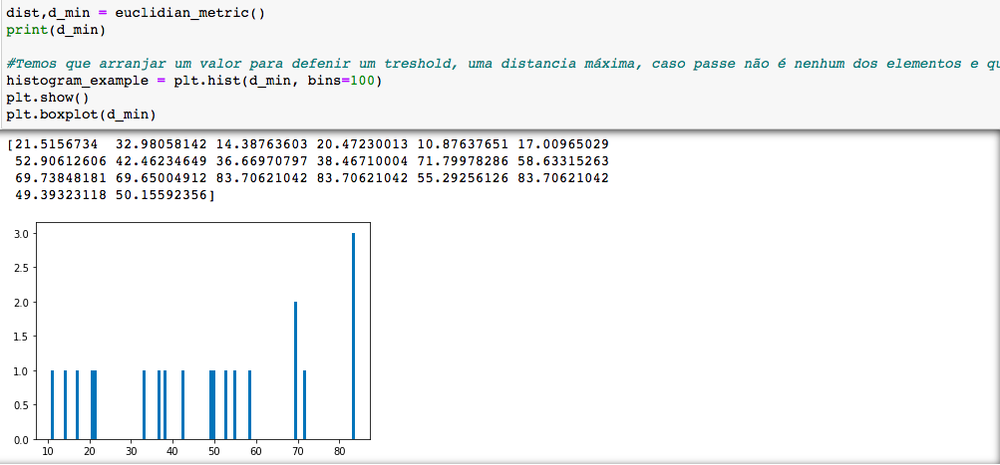 dist,d_min = euclidian_metric()
print(d_min)
#Temos que arranjar um valor para defenir um treshold, uma distancia máxima, caso passe não é nenhum dos elementos e qu
histogram_example = plt.hist(d_min, bins=100)
plt.show()
plt.boxplot(d_min)
[21.5156734 32.98058142 14.38763603 20.47230013 10.87637651 17.00965029
52.90612606 42.46234649 36.66970797 38.46710004 71.79978286 58.63315263
69.73848181 69.65004912 83.70621042 83.70621042 55.29256126 83.70621042
49.39323118 50.15592356]
3.0
2.5
2.0
1.5
1.0
0.5
0.0
10 20 30 40 50 60 70 80